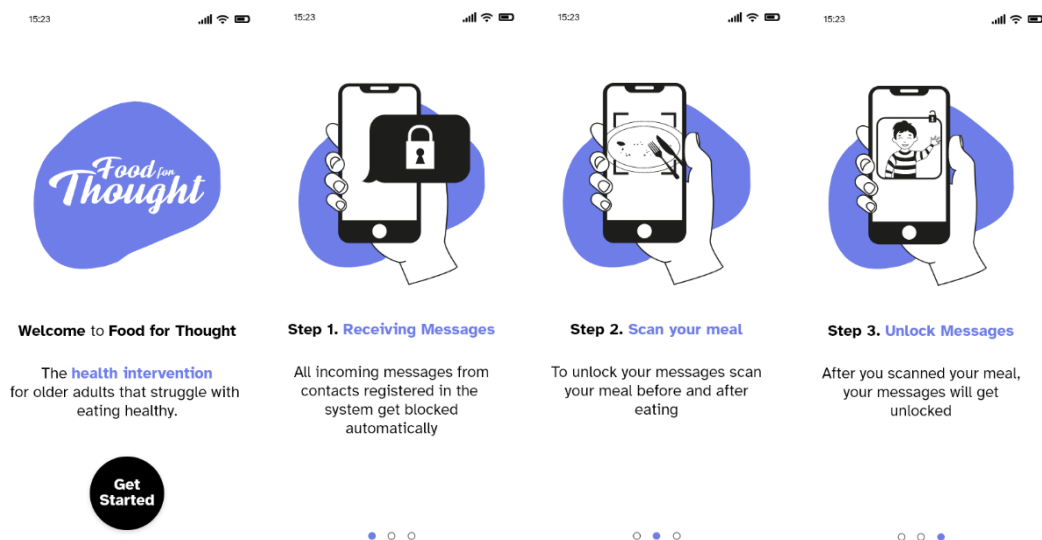 15:23
Food for
Thought
Welcome to Food for Thought
The health intervention
for older adults that struggle with
eating healthy.
Get
Started
15:23
Step 1. Receiving Messages
All incoming messages from
contacts registered in the
system get blocked
automatically
15:23
Step 2. Scan your meal
To unlock your messages scan
your meal before and after
eating
15:23
Step 3. Unlock Messages
After you scanned your meal,
your messages will get
unlocked